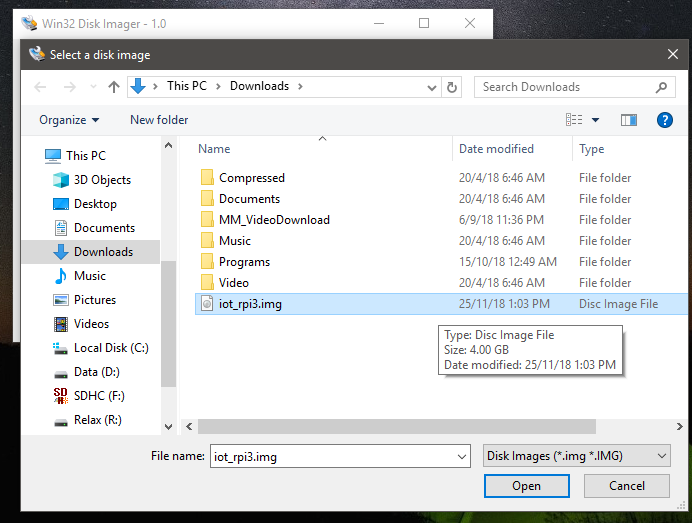 Win32 Disk Imager - 1.0
Select a disk image
This PC > Downloads >
Search Downloads
Organize
New folder
Name
Date modified
Type
This PC
3D Objects
Desktop
Documents
Downloads
Music
Pictures
Videos
Local Disk (C:)
Data (D:)
SD
SDHC (F:)
Relax (R:)
Compressed 20/4/18 6:46 AM File folder
Documents 20/4/18 6:46 AM File folder
MM_VideoDownload 6/9/18 11:36 PM File folder
Music 20/4/18 6:46 AM File folder
Programs 15/10/18 12:49 AM File folder
Video 20/4/18 6:46 AM File folder
iot_rpi3.img 25/11/18 1:03 PM Disc Image File
Type: Disc Image File
Size: 4.00 GB
Date modified: 25/11/18 1:03 PM
File name: iot_rpi3.img
Disk Images (*.img *.IMG)
Open
Cancel